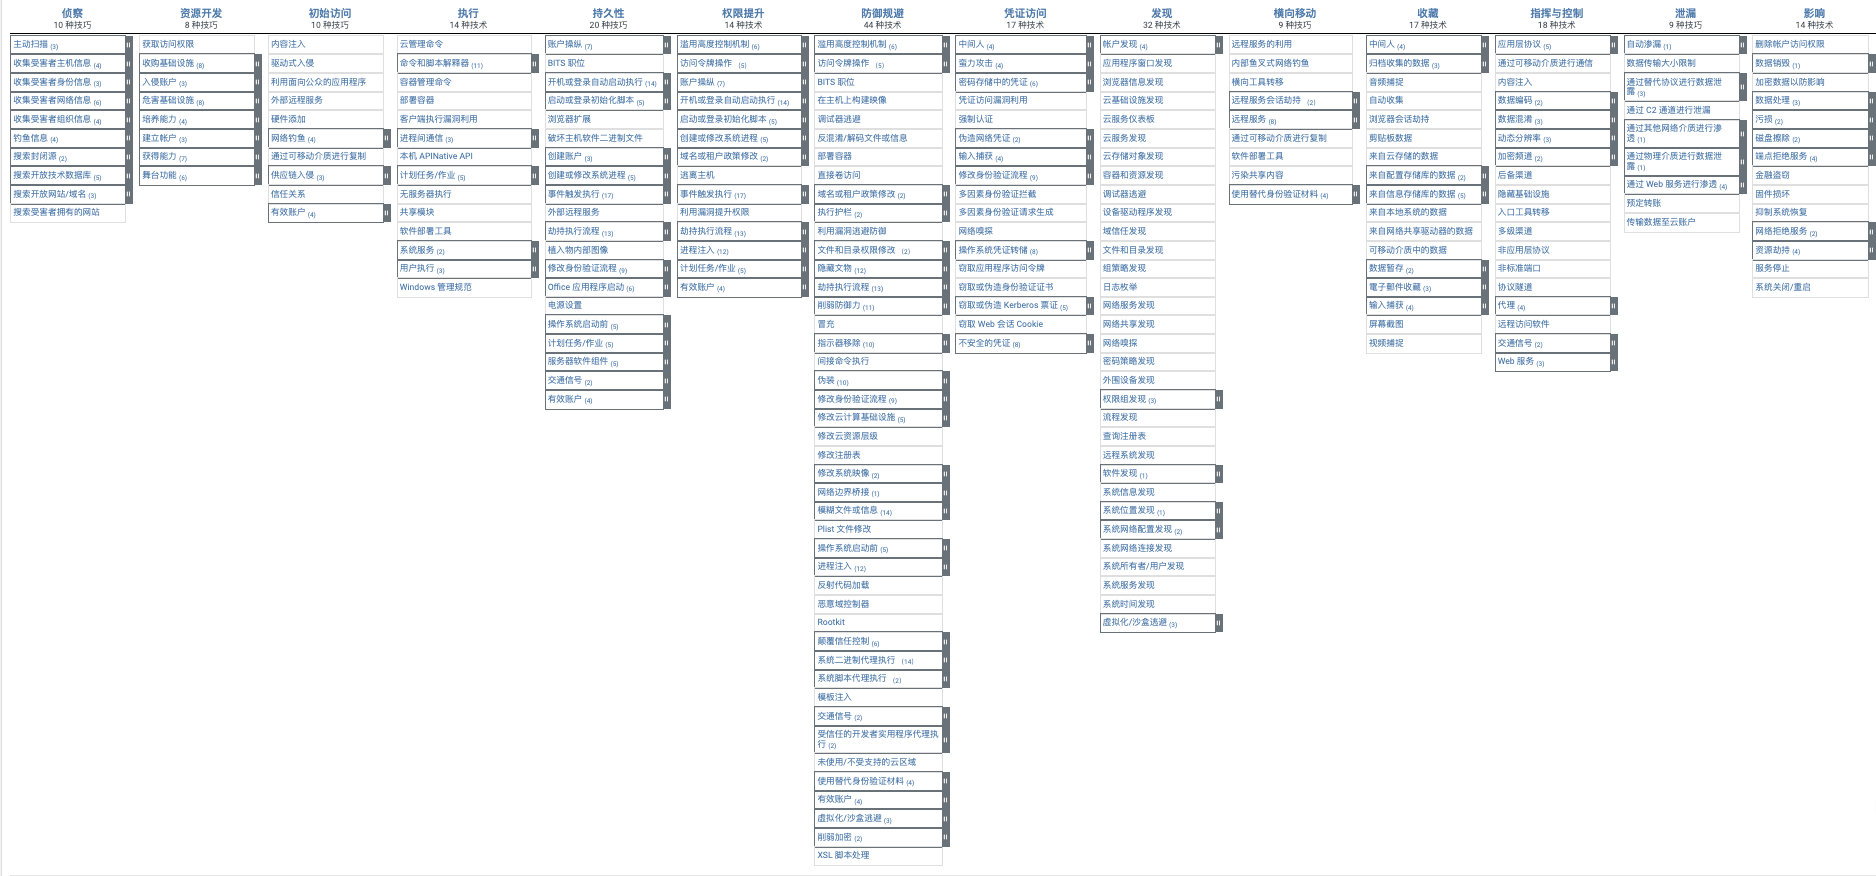 侦察
10 种技巧
主动扫描 (3)
收集受害者主机信息 (4)
收集受害者身份信息 (3)
收集受害者网络信息 (6)
收集受害者组织信息 (4)
钓鱼信息 (4)
搜索封闭源 (2)
搜索开放技术数据库 (5)
搜索开放网站/域名 (3)
搜索受害者拥有的网站
资源开发
8 种技巧
获取访问权限
收购基础设施 (8)
入侵账户 (3)
危害基础设施 (8)
培养能力 (4)
建立帐户 (3)
获得能力 (7)
舞台功能 (6)
初始访问
10 种技巧
内容注入
驱动式入侵
利用面向公众的应用程序
外部远程服务
硬件添加
网络钓鱼 (4)
通过可移动介质进行复制
供应链入侵 (3)
信任关系
有效账户 (4)
执行
14 种技术
云管理命令
命令和脚本解释器 (11)
容器管理命令
部署容器
客户端执行漏洞利用
进程间通信 (3)
本机 APINative API
计划任务/作业 (5)
无服务器执行
共享模块
软件部署工具
系统服务 (2)
用户执行 (3)
Windows 管理规范
持久性
20 种技巧
账户操纵 (7)
BITS 职位
开机或登录自动启动执行 (14)
启动或登录初始化脚本 (5)
浏览器扩展
破坏主机软件二进制文件
创建账户 (3)
创建或修改系统进程 (5)
事件触发执行 (17)
外部远程服务
劫持执行流程 (13)
植入物内部图像
修改身份验证流程 (9)
Office 应用程序启动 (6)
电源设置
操作系统启动前 (5)
计划任务/作业 (5)
服务器软件组件 (5)
交通信号 (2)
有效账户 (4)
权限提升
14 种技术
滥用高度控制机制 (6)
访问令牌操作 (5)
账户操纵 (7)
开机或登录自动启动执行 (14)
启动或登录初始化脚本 (5)
创建或修改系统进程 (5)
域名或租户政策修改 (2)
逃离主机
事件触发执行 (17)
利用漏洞提升权限
劫持执行流程 (13)
进程注入 (12)
计划任务/作业 (5)
有效账户 (4)
防御规避
44 种技术
滥用高度控制机制 (6)
访问令牌操作 (5)
BITS 职位
在主机上构建映像
调试器逃避
反混淆/解码文件或信息
部署容器
直接卷访问
域名或租户政策修改 (2)
执行护栏 (2)
利用漏洞逃避防御
文件和目录权限修改 (2)
隐藏文物 (12)
劫持执行流程 (13)
削弱防御力 (11)
冒充
指示器移除 (10)
间接命令执行
伪装 (10)
修改身份验证流程 (9)
修改云计算基础设施 (5)
修改云资源层级
修改注册表
修改系统映像 (2)
网络边界桥接 (1)
模糊文件或信息 (14)
Plist 文件修改
操作系统启动前 (5)
进程注入 (12)
反射代码加载
恶意域控制器
Rootkit
颠覆信任控制 (6)
系统二进制代理执行 (14)
系统脚本代理执行 (2)
模板注入
交通信号 (2)
受信任的开发者实用程序代理执
行 (2)
未使用/不受支持的云区域
使用替代身份验证材料 (4)
有效账户 (4)
虚拟化/沙盒逃避 (3)
削弱加密 (2)
XSL 脚本处理
凭证访问
17 种技术
中间人 (4)
蛮力攻击 (4)
密码存储中的凭证 (6)
凭证访问漏洞利用
强制认证
伪造网络凭证 (2)
输入捕获 (4)
修改身份验证流程 (9)
多因素身份验证拦截
多因素身份验证请求生成
网络嗅探
操作系统凭证转储 (8)
窃取应用程序访问令牌
窃取或伪造身份验证证书
窃取或伪造 Kerberos 票证 (5)
窃取 Web 会话 Cookie
不安全的凭证 (8)
发现
32 种技术
帐户发现 (4)
应用程序窗口发现
浏览器信息发现
云基础设施发现
云服务仪表板
云服务发现
云存储对象发现
容器和资源发现
调试器逃避
设备驱动程序发现
域信任发现
文件和目录发现
组策略发现
日志枚举
网络服务发现
网络共享发现
网络嗅探
密码策略发现
外围设备发现
权限组发现 (3)
流程发现
查询注册表
远程系统发现
软件发现 (1)
系统信息发现
系统位置发现 (1)
系统网络配置发现 (2)
系统网络连接发现
系统所有者/用户发现
系统服务发现
系统时间发现
虚拟化/沙盒逃避 (3)
横向移动
9 种技巧
远程服务的利用
内部鱼叉式网络钓鱼
横向工具转移
远程服务会话劫持 (2)
远程服务 (8)
通过可移动介质进行复制
软件部署工具
污染共享内容
使用替代身份验证材料 (4)
收藏
17 种技术
中间人 (4)
归档收集的数据 (3)
音频捕捉
自动收集
浏览器会话劫持
剪贴板数据
来自云存储的数据
来自配置存储库的数据 (2)
来自信息存储库的数据 (5)
来自本地系统的数据
来自网络共享驱动器的数据
可移动介质中的数据
数据暂存 (2)
電子郵件收藏 (3)
输入捕获 (4)
屏幕截图
视频捕捉
指挥与控制
18 种技术
应用层协议 (5)
通过可移动介质进行通信
内容注入
数据编码 (2)
数据混淆 (3)
动态分辨率 (3)
加密频道 (2)
后备渠道
隐藏基础设施
入口工具转移
多级渠道
非应用层协议
非标准端口
协议隧道
代理 (4)
远程访问软件
交通信号 (2)
Web 服务 (3)
泄漏
9 种技巧
自动渗漏 (1)
数据传输大小限制
通过替代协议进行数据泄
露 (3)
通过 C2 通道进行泄漏
通过其他网络介质进行渗
透 (1)
通过物理介质进行数据泄
露 (1)
通过 Web 服务进行渗透 (4)
预定转账
传输数据至云账户
影响
14 种技术
删除帐户访问权限
数据销毁 (1)
加密数据以防影响
数据处理 (3)
污损 (2)
磁盘擦除 (2)
端点拒绝服务 (4)
金融盗窃
固件损坏
抑制系统恢复
网络拒绝服务 (2)
资源劫持 (4)
服务停止
系统关闭/重启